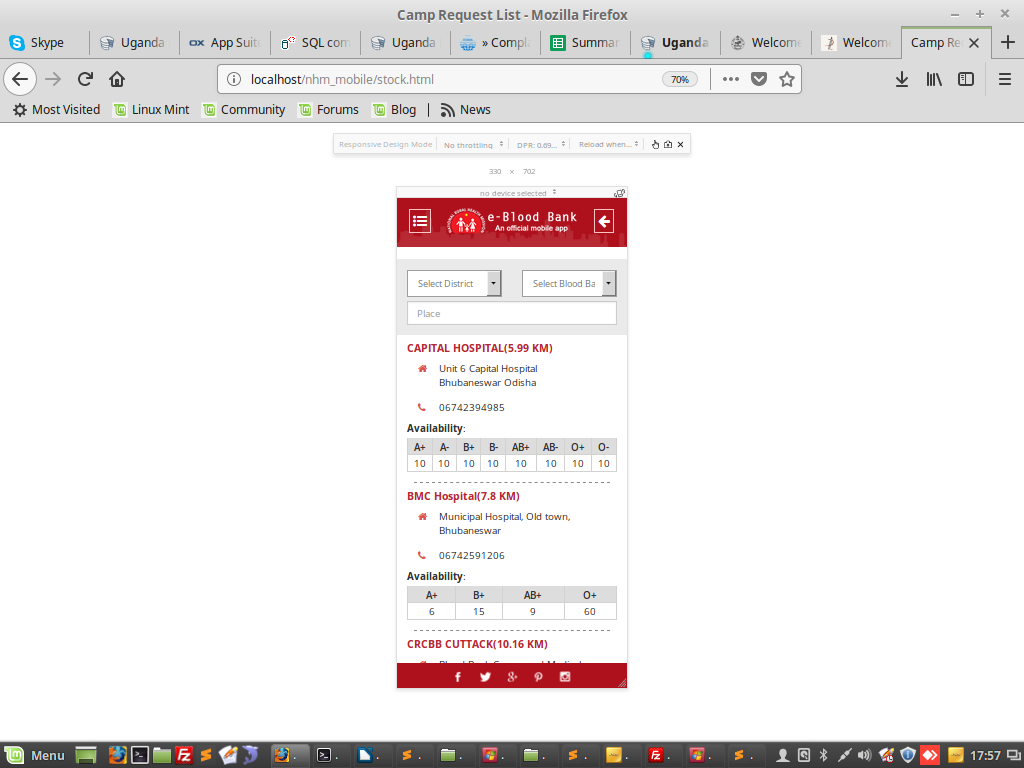 Camp Request List - Mozilla Firefox
Skype Uganda App Suit SQL com Uganda » Compl Summar Uganda Welcome Welcome Camp Re
localhost/nhm_mobile/stock.html 70%
Most Visited Linux Mint Community Forums Blog News
Responsive Design Mode No throttling DPR: 0.69... Reload when...
330 × 702
no device selected
e-Blood Bank
An official mobile app
Select District Select Blood Ba
Place
CAPITAL HOSPITAL(5.99 KM)
Unit 6 Capital Hospital
Bhubaneswar Odisha
06742394985
Availability:
A+ A- B+ B- AB+ AB- O+ O-
10 10 10 10 10 10 10 10
BMC Hospital(7.8 KM)
Municipal Hospital, Old town,
Bhubaneswar
06742591206
Availability:
A+ B+ AB+ O+
6 15 9 60
CRCBB CUTTACK(10.16 KM)
Menu 17:57